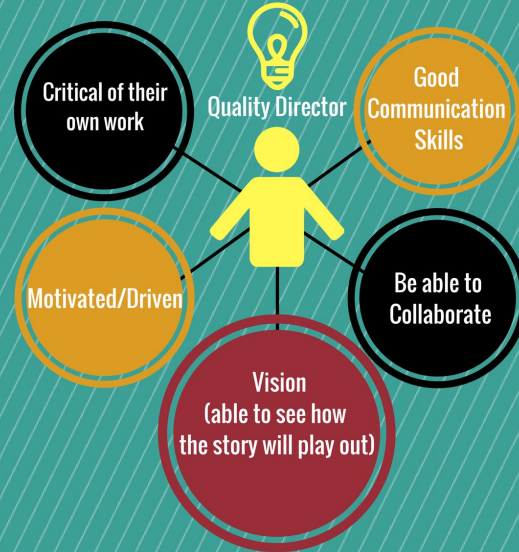 Quality Director
Critical of their
own work
Good
Communication
Skills
Motivated/Driven
Be able to
Collaborate
Vision
(able to see how
the story will play out)